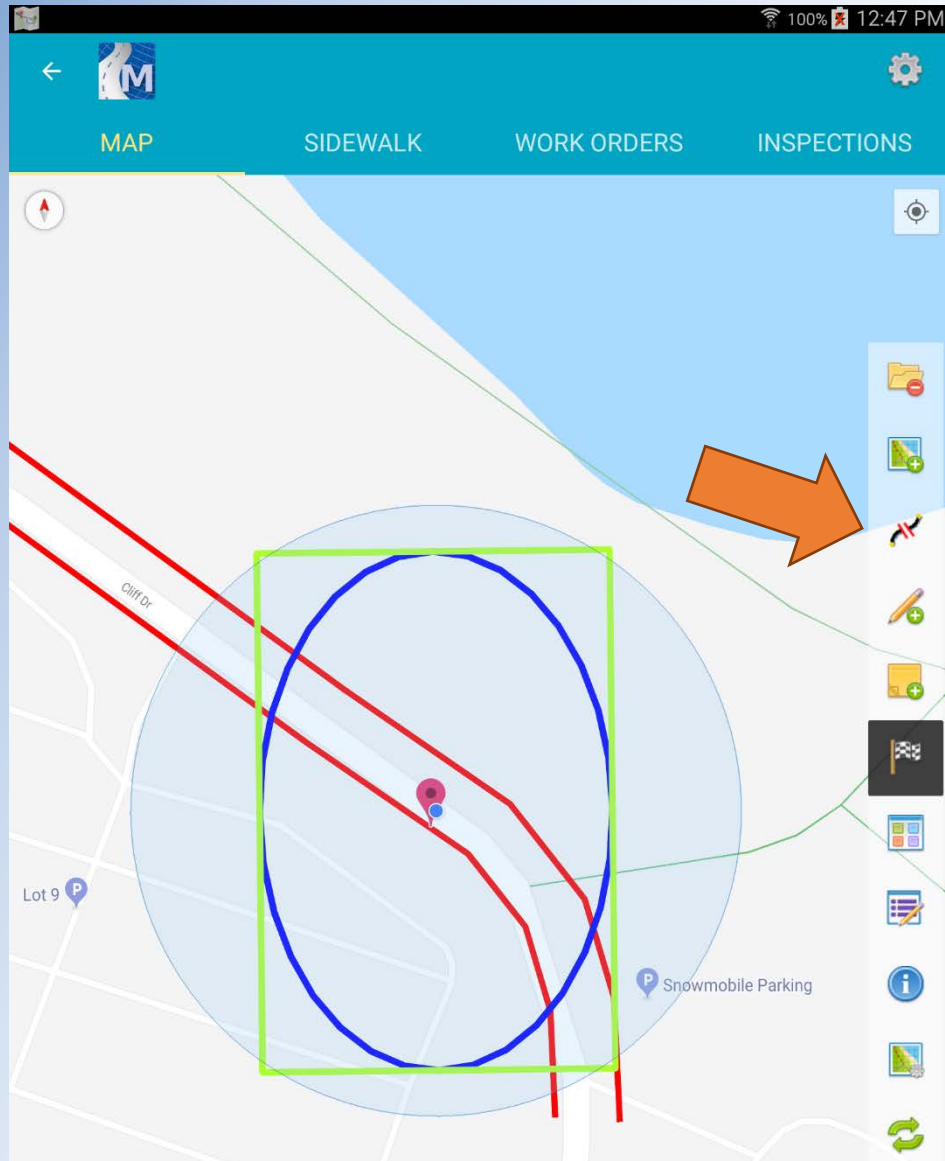 100% 12:47 PM
M
MAP SIDEWALK WORK ORDERS INSPECTIONS
Cliff Dr
Lot 9 P
P Snowmobile Parking
i